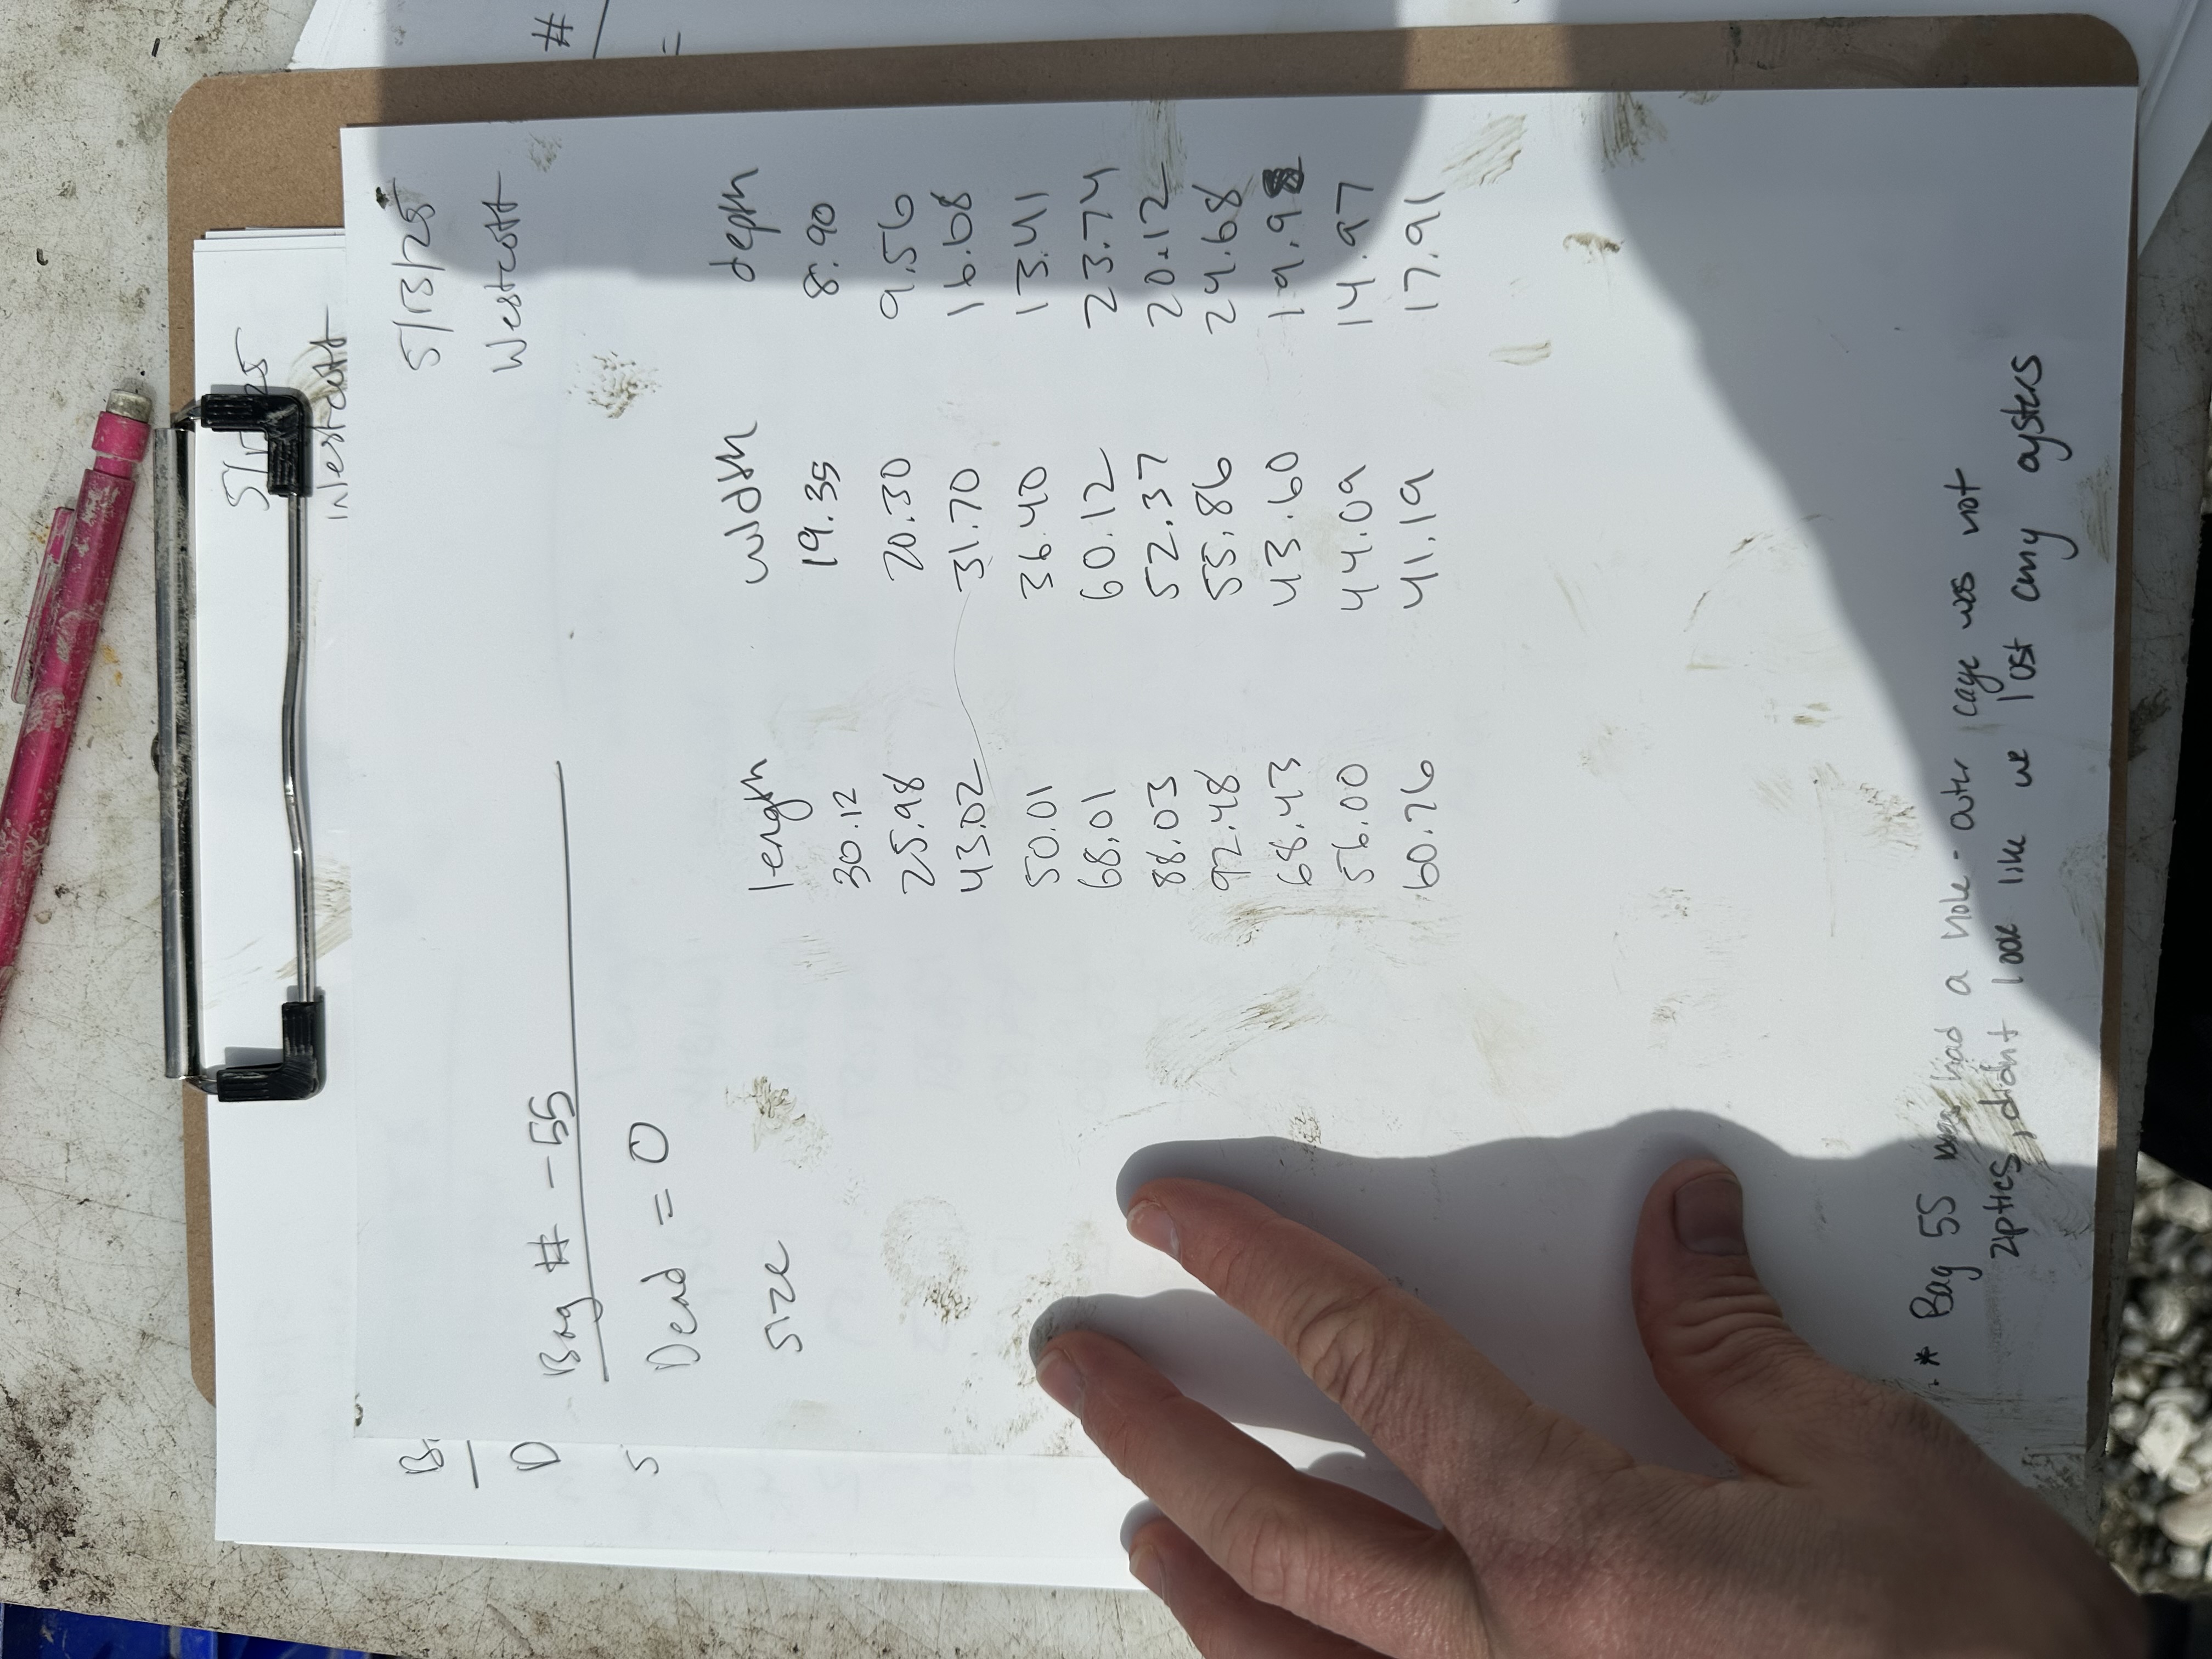 5/13/25
Westcott
B
D
S
5/13/25
Westcott
Bag # - 55
Dead = 0
size length width depth
30.12 19.35 8.90
25.98 20.30 9.56
43.02 31.70 16.68
50.01 36.40 13.41
68.01 60.12 23.74
88.03 52.37 20.12
92.48 55.86 24.68
68.43 43.60 19.98
56.00 44.09 14.97
60.26 41.19 17.91
* Bag 55 had a hole - outer cage was not
zipties, didnt look like we lost any oysters
#
=